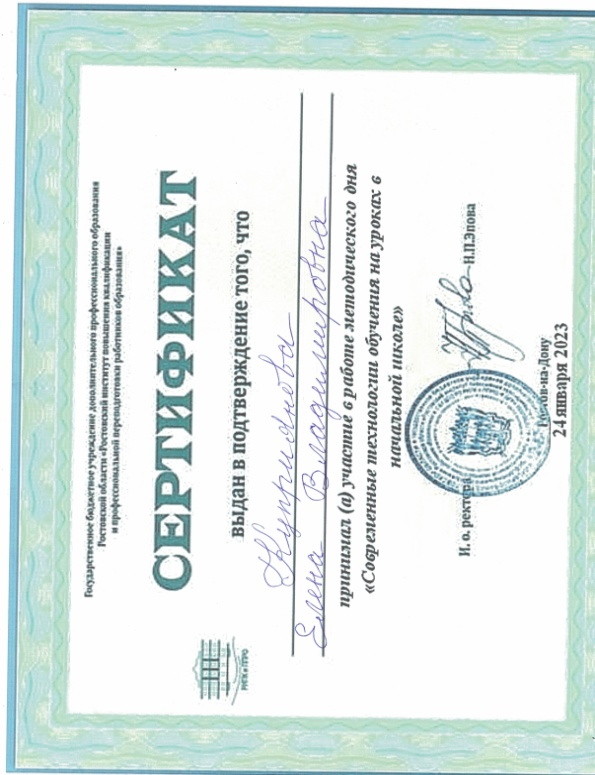 Государственное бюджетное учреждение дополнительного профессионального образования
Ростовской области «Ростовский институт повышения квалификации
и профессиональной переподготовки работников образования»
СЕРТИФИКАТ
РИПК и ППРО
выдан в подтверждение того, что
Куприянова
Елена Владимировна
принимал (а) участие в работе методического дня
«Современные технологии обучения на уроках в
начальной школе»
И. о. ректора Н.П.Эпова
Ростов-на-Дону
24 января 2023